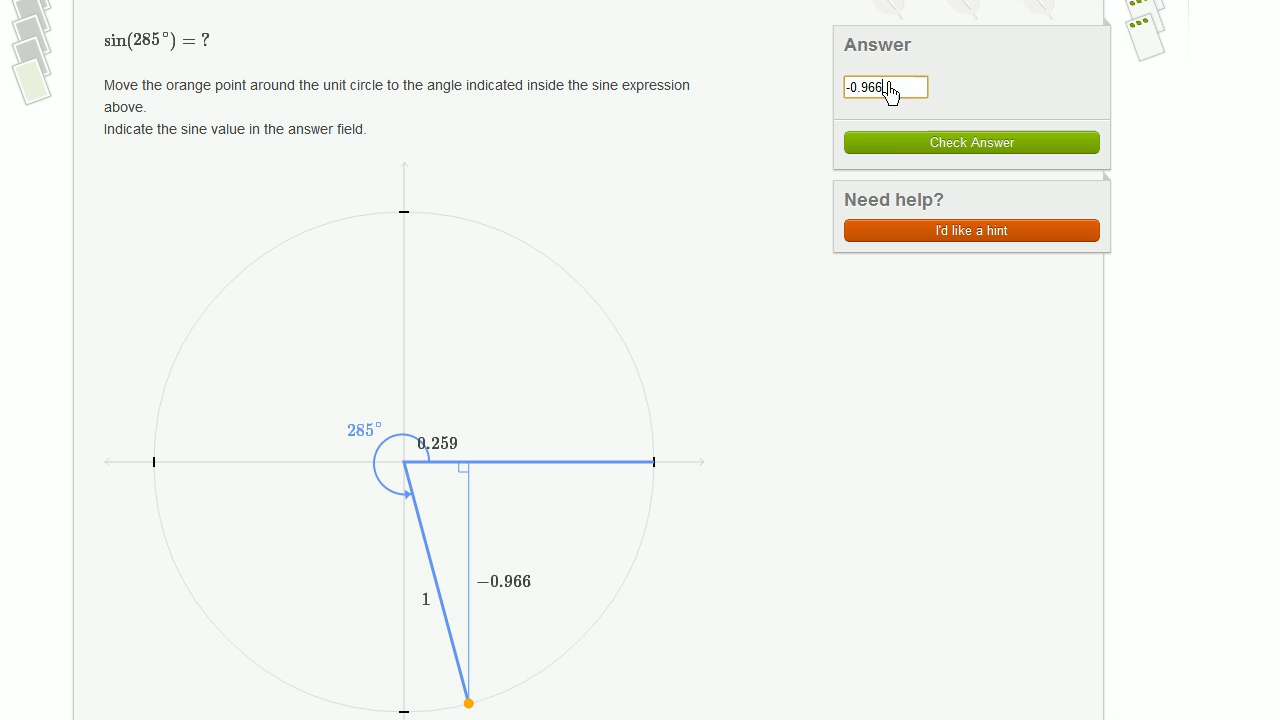 sin(285°) = ?
Move the orange point around the unit circle to the angle indicated inside the sine expression
above.
Indicate the sine value in the answer field.
Answer
-0.966
Check Answer
Need help?
I'd like a hint
285°
0.259
−0.966
1